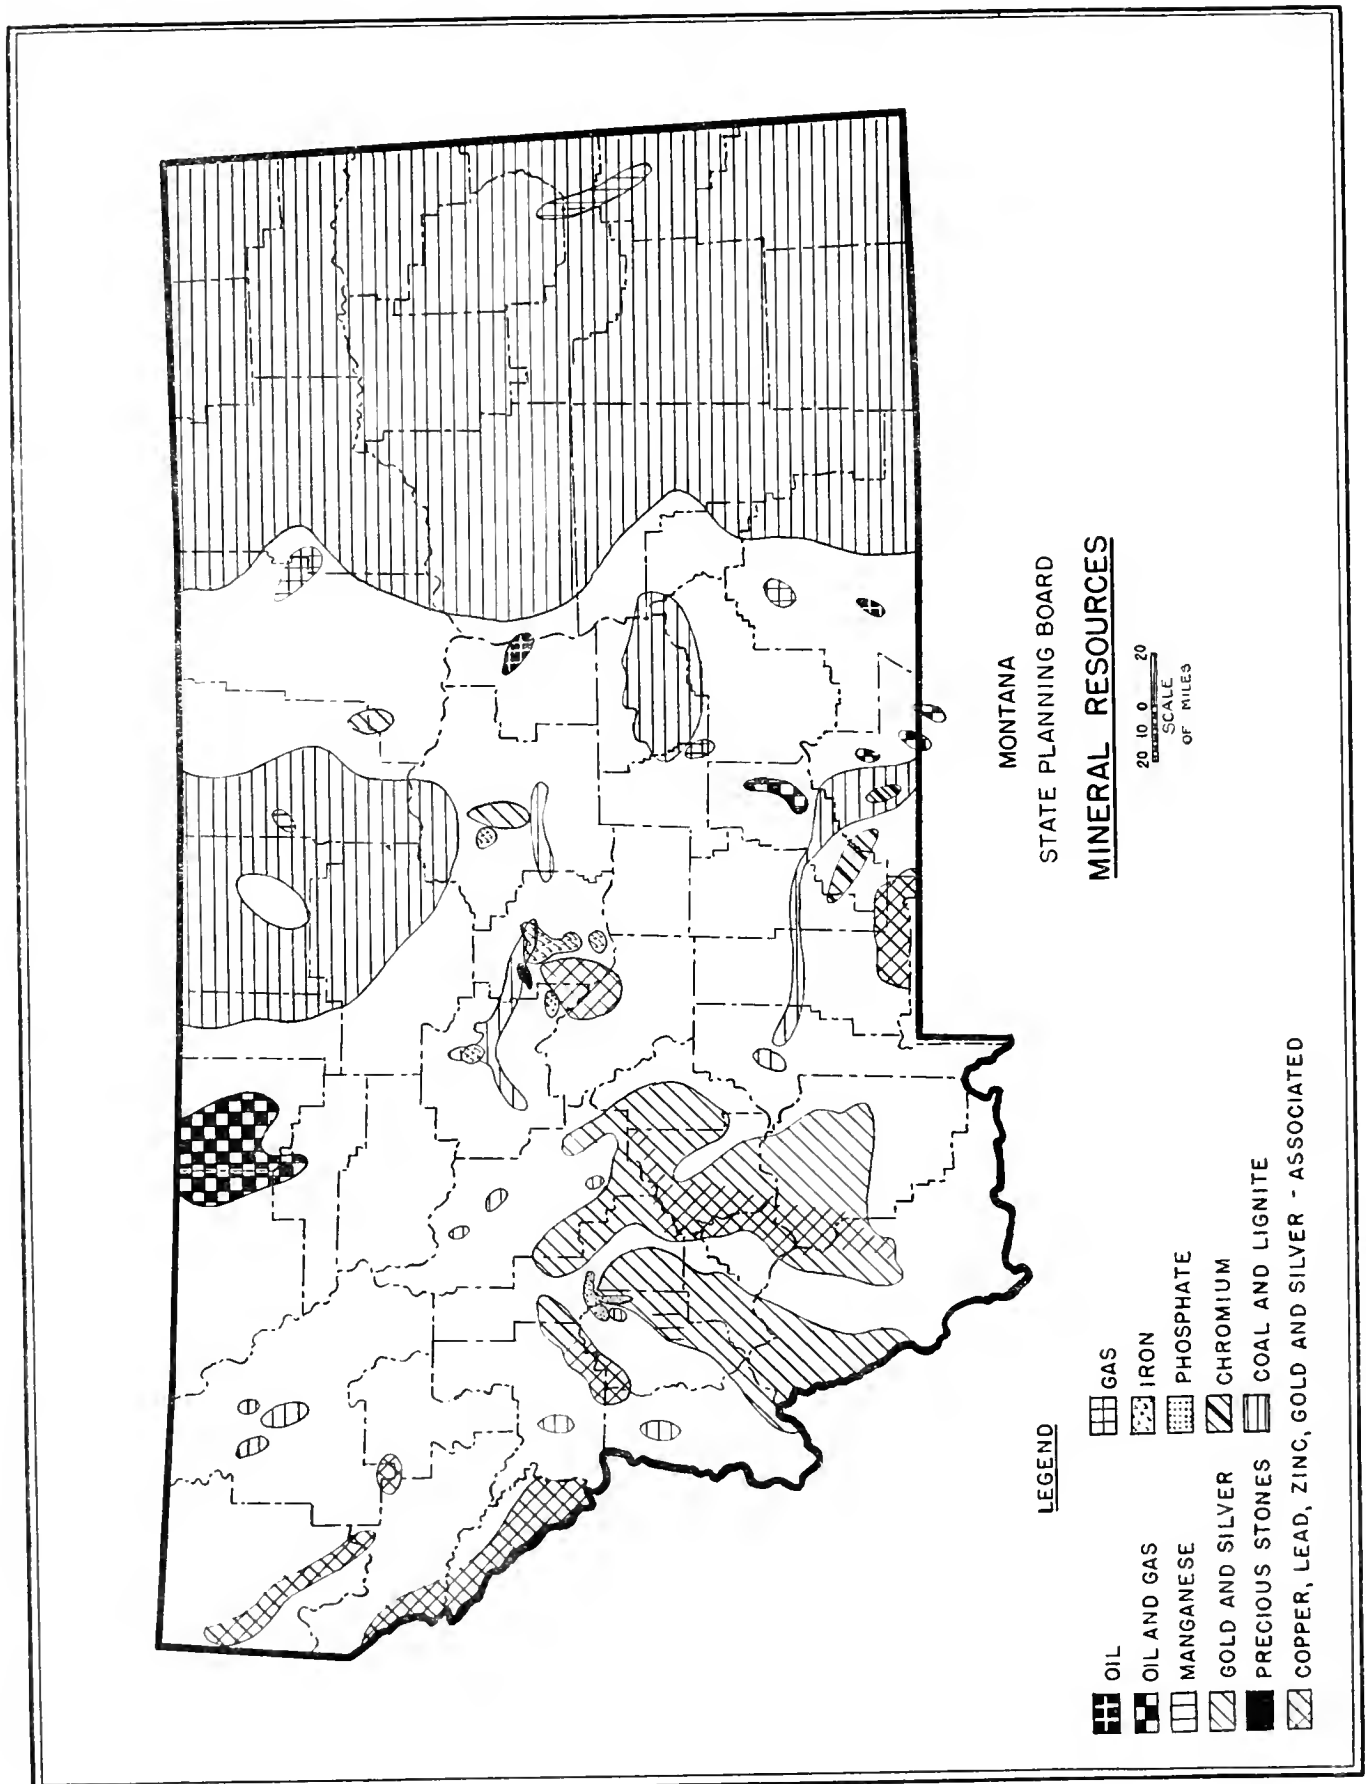 MONTANA
STATE PLANNING BOARD
MINERAL RESOURCES
20 10 0 20
SCALE
OF MILES
LEGEND
OIL
OIL AND GAS
MANGANESE
GOLD AND SILVER
PRECIOUS STONES
COPPER, LEAD, ZINC, GOLD AND SILVER - ASSOCIATED
GAS
IRON
PHOSPHATE
CHROMIUM
COAL AND LIGNITE